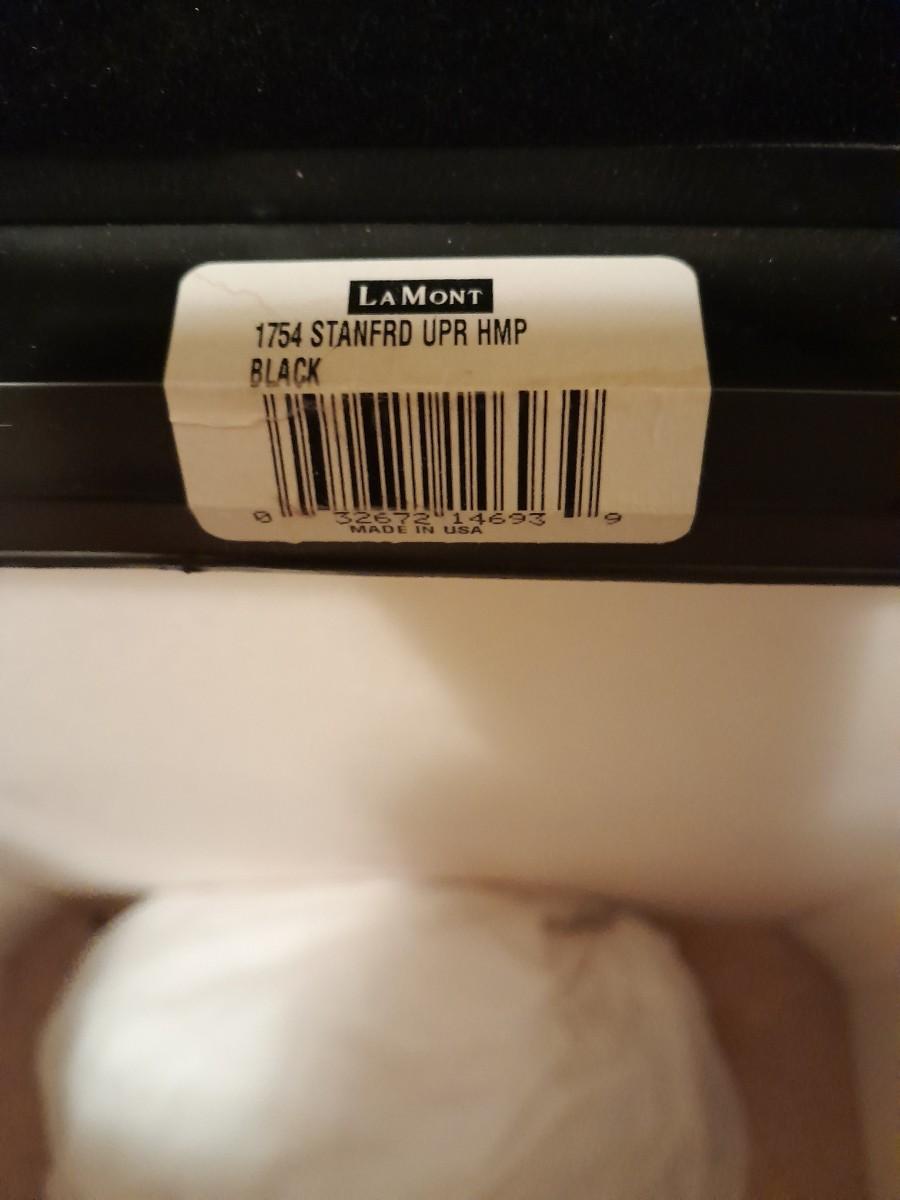 LAMONT
1754 STANFRD UPR HMP
BLACK
0 32672 14693 9
MADE IN USA